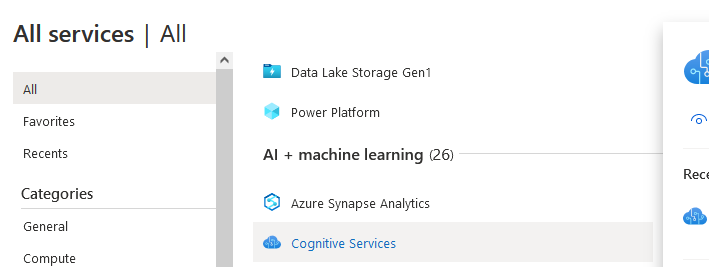 All services | All
All
Favorites
Recents
Categories
General
Compute
Data Lake Storage Gen1
Power Platform
AI + machine learning (26)
Azure Synapse Analytics
Cognitive Services
Rece